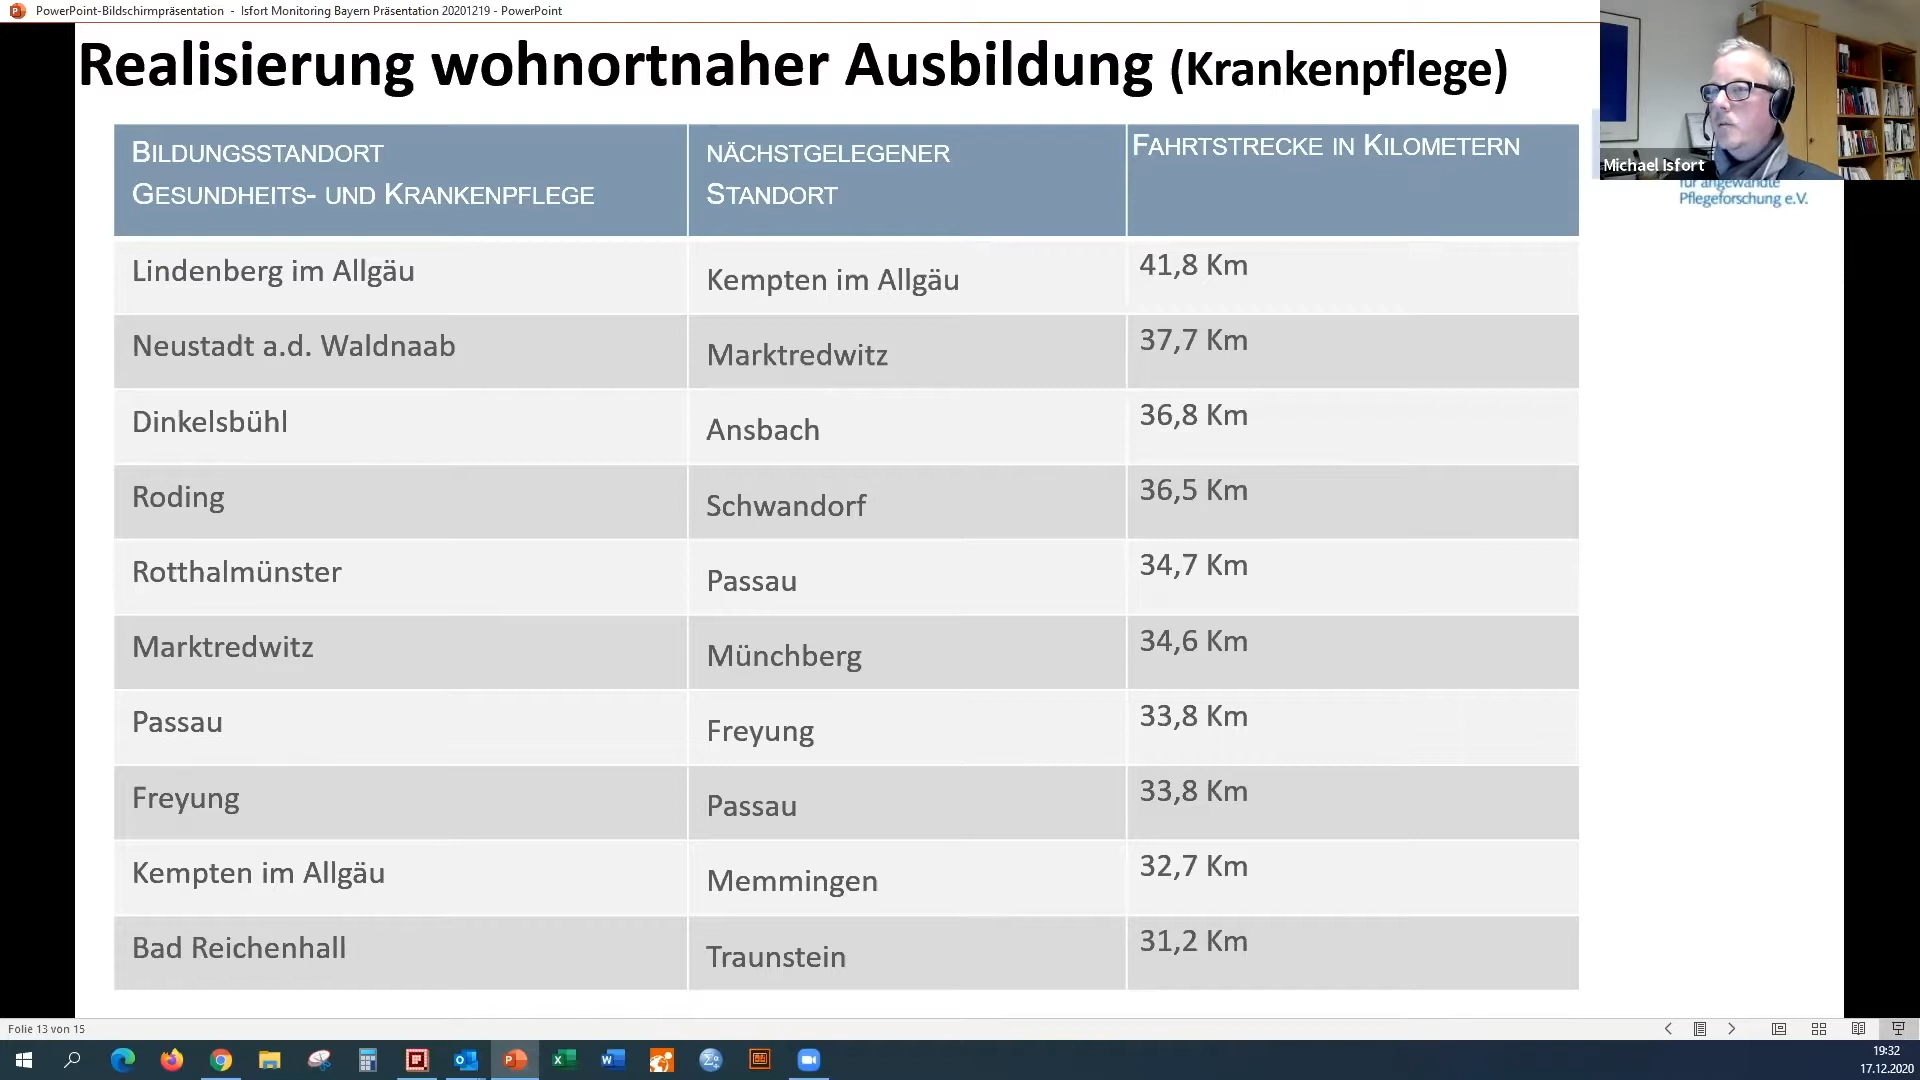 PowerPoint-Bildschirmpräsentation - Isfort Monitoring Bayern Präsentation 20201219 - PowerPoint
Realisierung wohnortnaher Ausbildung (Krankenpflege)
Michael Isfort
für angewandte
Pflegeforschung e.V.
BILDUNGSSTANDORT
GESUNDHEITS- UND KRANKENPFLEGE
NÄCHSTGELEGENER
STANDORT
FAHRTSTRECKE IN KILOMETERN
Lindenberg im Allgäu Kempten im Allgäu 41,8 Km
Neustadt a.d. Waldnaab Marktredwitz 37,7 Km
Dinkelsbühl Ansbach 36,8 Km
Roding Schwandorf 36,5 Km
Rotthalmünster Passau 34,7 Km
Marktredwitz Münchberg 34,6 Km
Passau Freyung 33,8 Km
Freyung Passau 33,8 Km
Kempten im Allgäu Memmingen 32,7 Km
Bad Reichenhall Traunstein 31,2 Km
Folie 13 von 15
19:32
17.12.2020